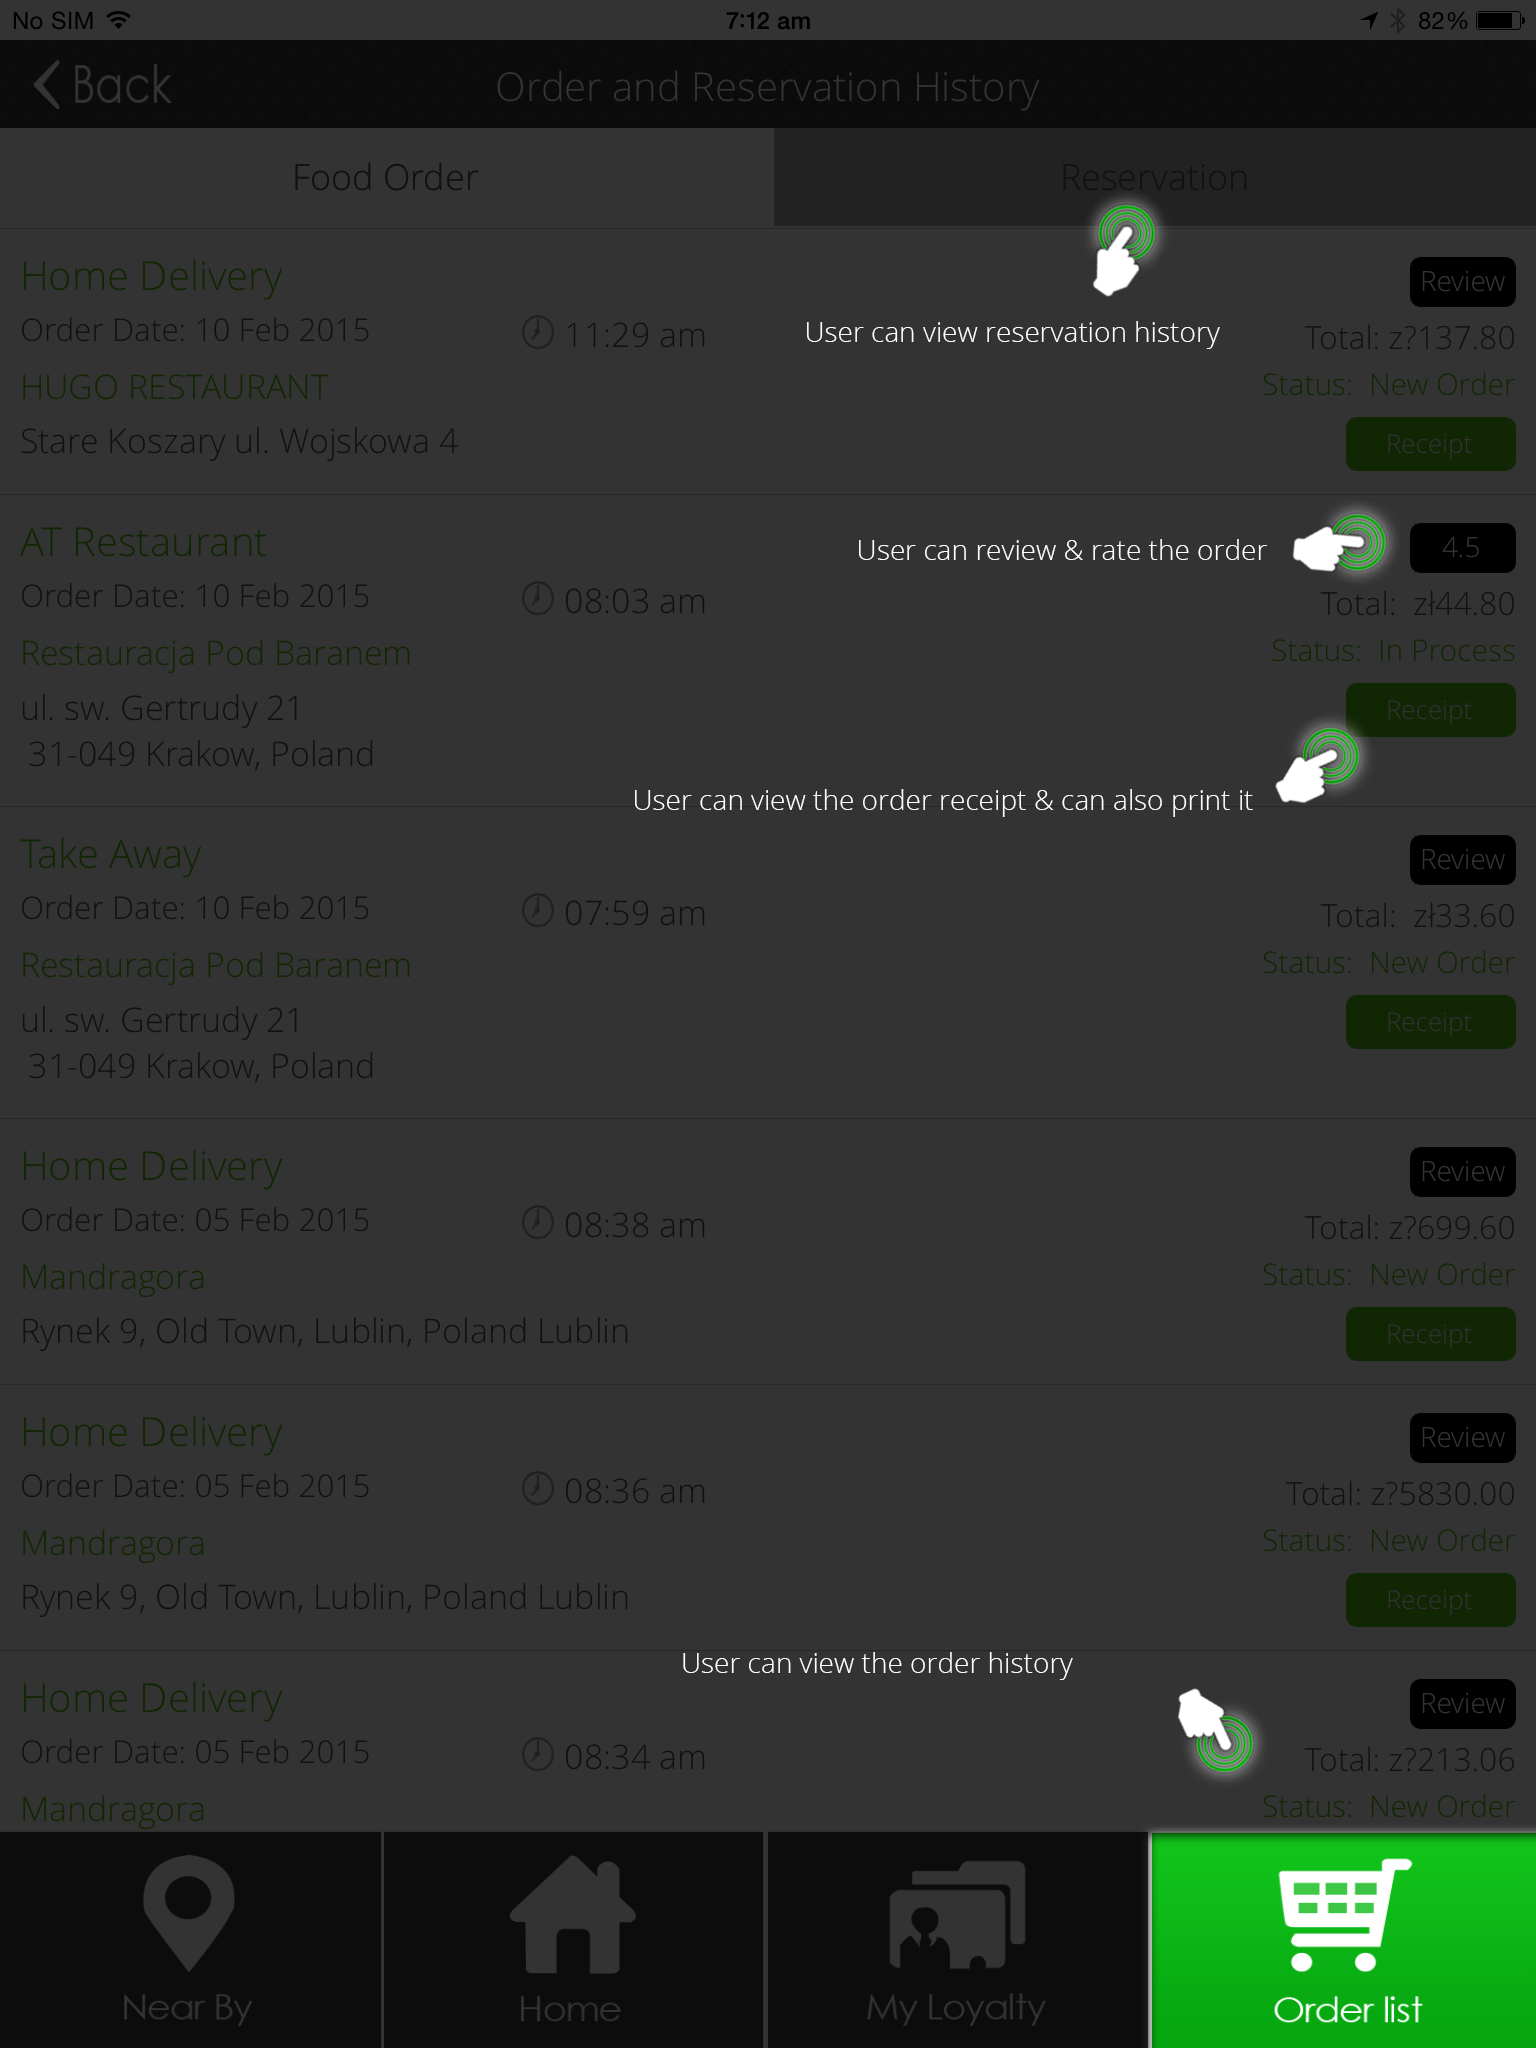 No SIM 7:12 am 82%
Back Order and Reservation History
Food Order Reservation
Home Delivery Review
Order Date: 10 Feb 2015 11:29 am Total: z?137.80
User can view reservation history
HUGO RESTAURANT Status: New Order
Stare Koszary ul. Wojskowa 4 Receipt
AT Restaurant 4.5
User can review & rate the order
Order Date: 10 Feb 2015 08:03 am Total: zł44.80
Restauracja Pod Baranem Status: In Process
ul. sw. Gertrudy 21 Receipt
31-049 Krakow, Poland
User can view the order receipt & can also print it
Take Away Review
Order Date: 10 Feb 2015 07:59 am Total: zł33.60
Restauracja Pod Baranem Status: New Order
ul. sw. Gertrudy 21 Receipt
31-049 Krakow, Poland
Home Delivery Review
Order Date: 05 Feb 2015 08:38 am Total: z?699.60
Mandragora Status: New Order
Rynek 9, Old Town, Lublin, Poland Lublin Receipt
Home Delivery Review
Order Date: 05 Feb 2015 08:36 am Total: z?5830.00
Mandragora Status: New Order
Rynek 9, Old Town, Lublin, Poland Lublin Receipt
User can view the order history
Home Delivery Review
Order Date: 05 Feb 2015 08:34 am Total: z?213.06
Mandragora Status: New Order
Near By Home My Loyalty Order list